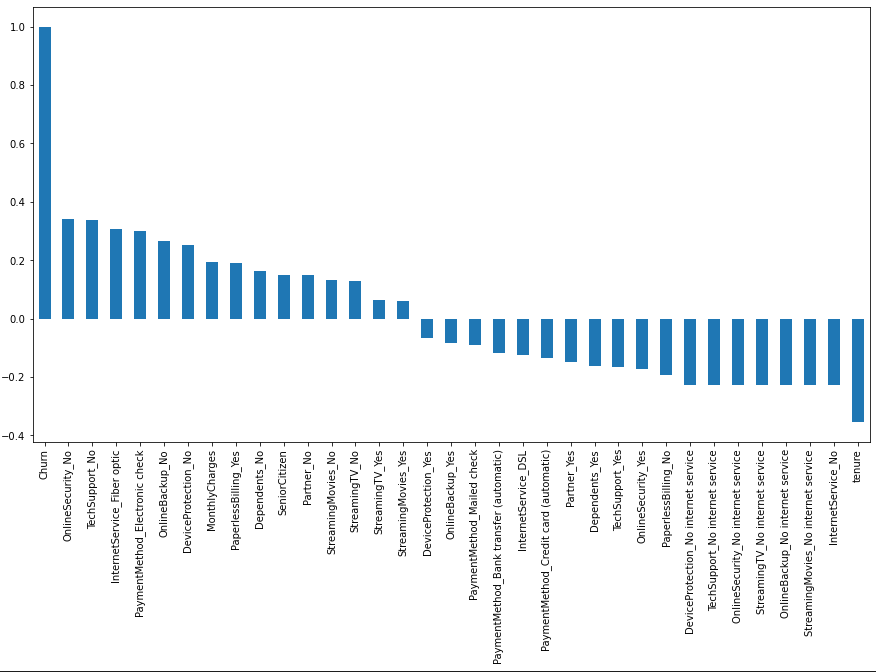 1.0
0.8
0.6
0.4
0.2
0.0
−0.2
−0.4
Churn
OnlineSecurity_No
TechSupport_No
InternetService_Fiber optic
PaymentMethod_Electronic check
OnlineBackup_No
DeviceProtection_No
MonthlyCharges
PaperlessBilling_Yes
Dependents_No
SeniorCitizen
Partner_No
StreamingMovies_No
StreamingTV_No
StreamingTV_Yes
StreamingMovies_Yes
DeviceProtection_Yes
OnlineBackup_Yes
PaymentMethod_Mailed check
PaymentMethod_Bank transfer (automatic)
InternetService_DSL
PaymentMethod_Credit card (automatic)
Partner_Yes
Dependents_Yes
TechSupport_Yes
OnlineSecurity_Yes
PaperlessBilling_No
DeviceProtection_No internet service
TechSupport_No internet service
OnlineSecurity_No internet service
StreamingTV_No internet service
OnlineBackup_No internet service
StreamingMovies_No internet service
InternetService_No
tenure